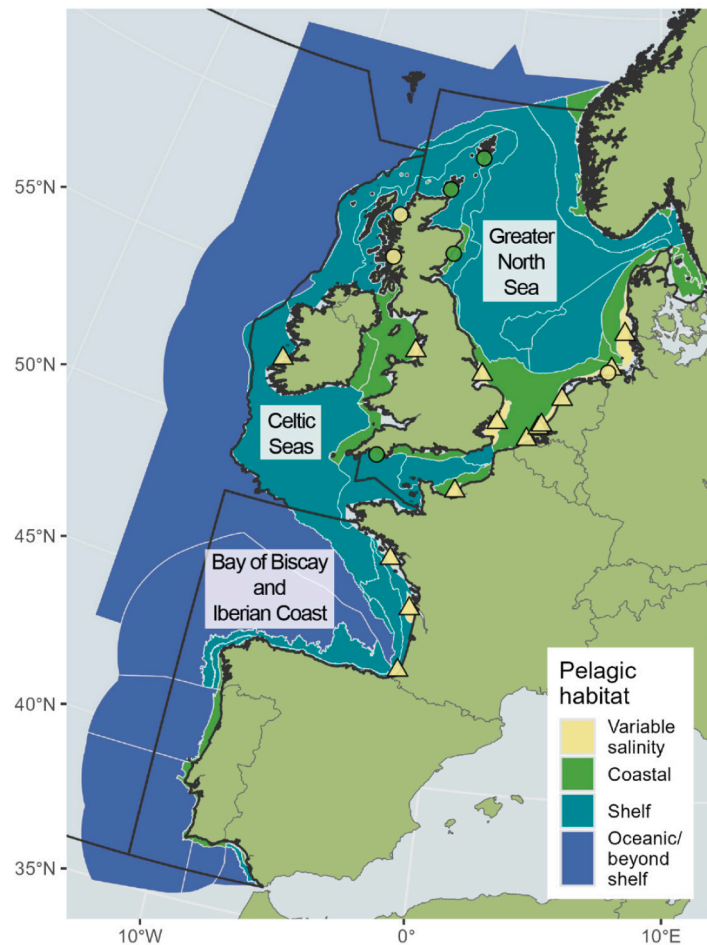 55°N
50°N
45°N
40°N
35°N
10°W
0°
10°E
Greater
North
Sea
Celtic
Seas
Bay of Biscay
and
Iberian Coast
Pelagic
habitat
Variable
salinity
Coastal
Shelf
Oceanic/
beyond
shelf